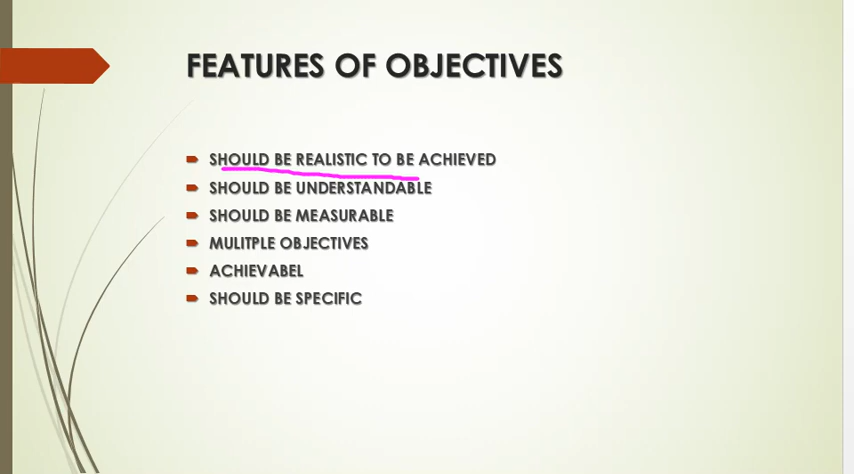 FEATURES OF OBJECTIVES
SHOULD BE REALISTIC TO BE ACHIEVED
SHOULD BE UNDERSTANDABLE
SHOULD BE MEASURABLE
MULITPLE OBJECTIVES
ACHIEVABEL
SHOULD BE SPECIFIC